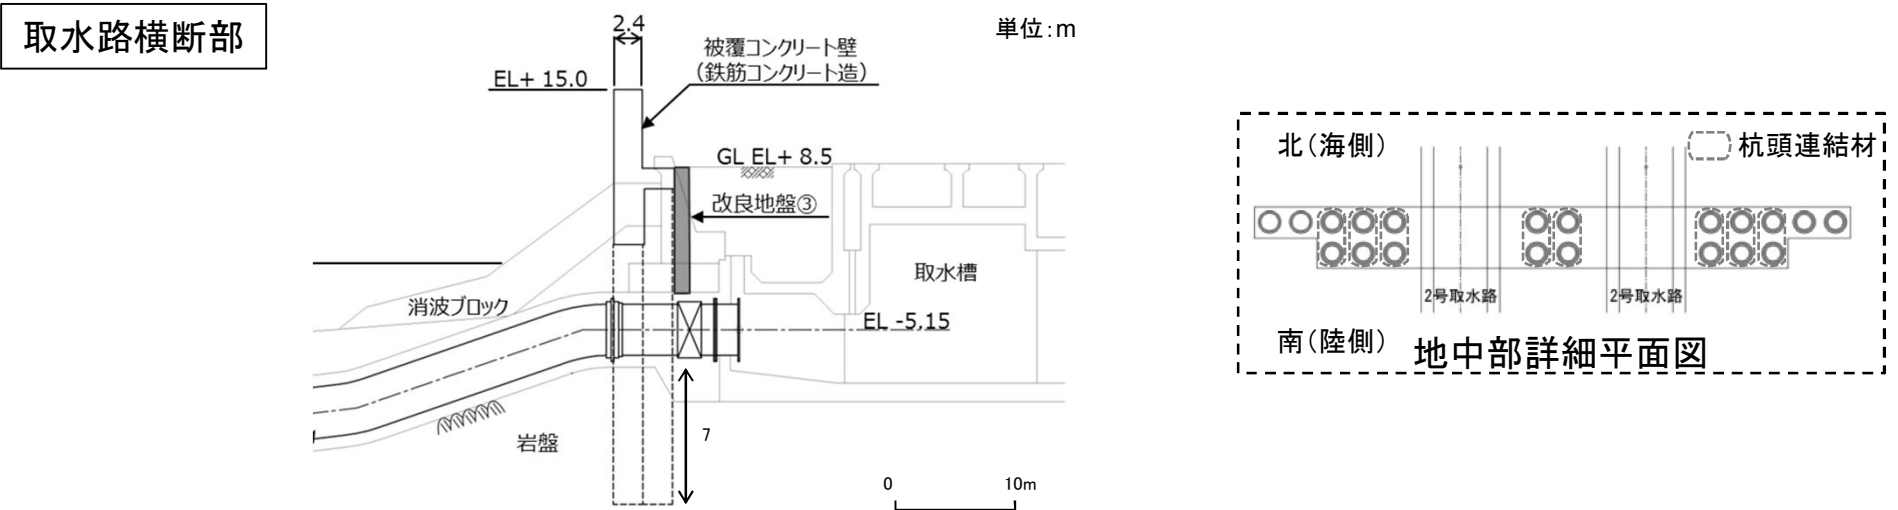 取水路横断部
単位：m
2.4
被覆コンクリート壁
（鉄筋コンクリート造）
EL+ 15.0
GL EL+ 8.5
改良地盤③
取水槽
消波ブロック
EL -5.15
岩盤
7
0 10m
北（海側）
杭頭連結材
2号取水路 2号取水路
南（陸側）
地中部詳細平面図